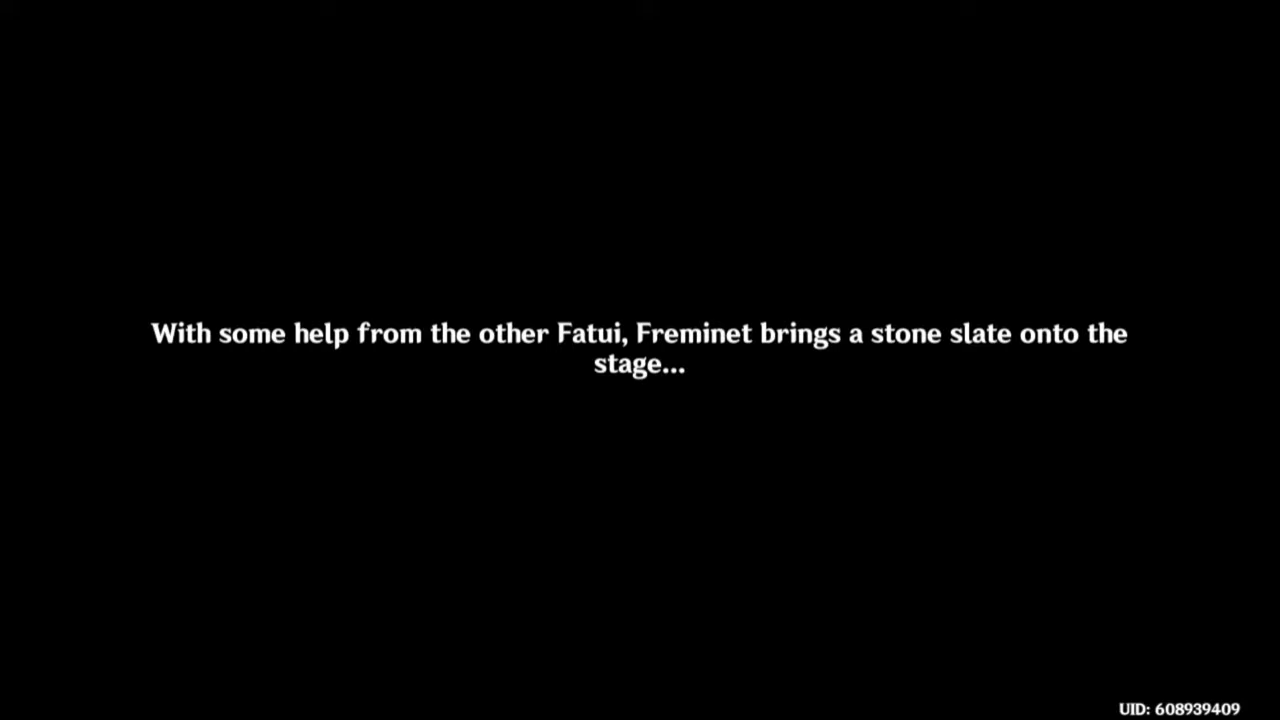 With some help from the other Fatui, Freminet brings a stone slate onto the
stage...
UID: 608939409